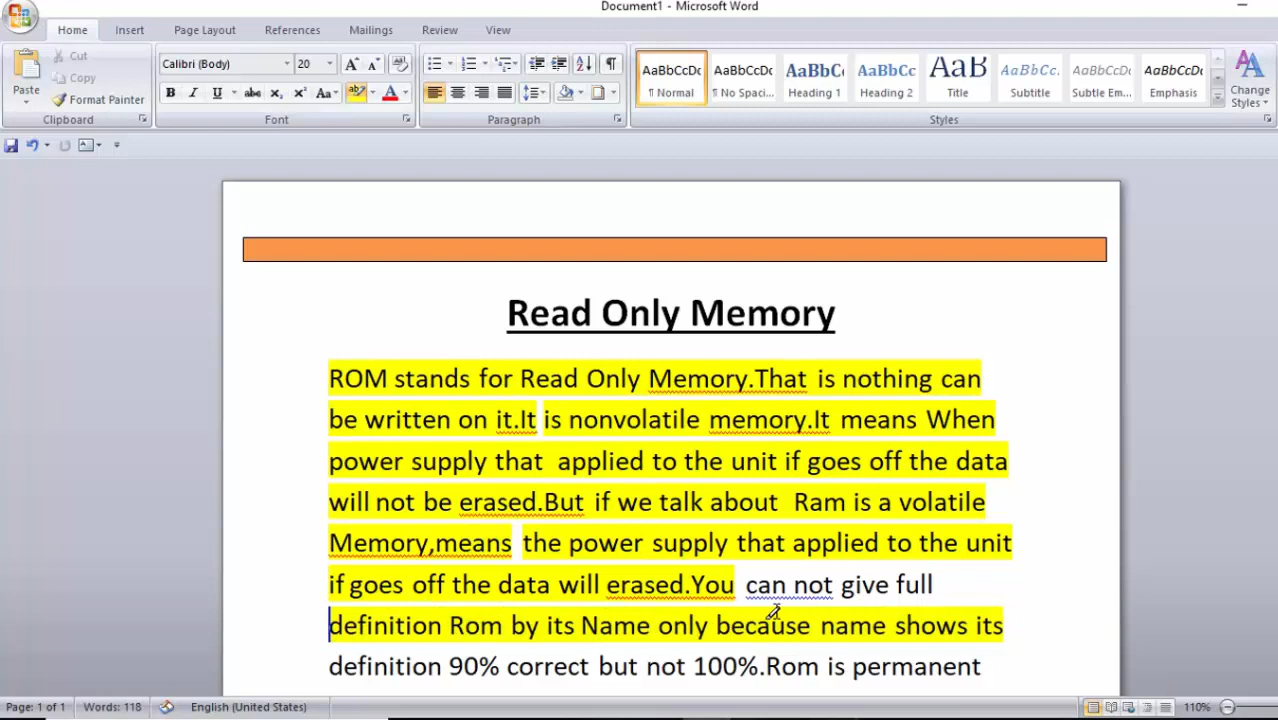 Document1 - Microsoft Word
Home Insert Page Layout References Mailings Review View
Cut
Copy
Paste
Format Painter
Calibri (Body) 20
AaBbCcDc AaBbCcDc AaBbC AaBbCc AaB AaBbCc. AaBbCcDc AaBbCcDc
¶ Normal ¶ No Spaci... Heading 1 Heading 2 Title Subtitle Subtle Em... Emphasis
Change
Styles
Clipboard Font Paragraph Styles
Read Only Memory
ROM stands for Read Only Memory.That is nothing can
be written on it.It is nonvolatile memory.It means When
power supply that applied to the unit if goes off the data
will not be erased.But if we talk about Ram is a volatile
Memory,means the power supply that applied to the unit
if goes off the data will erased.You can not give full
definition Rom by its Name only because name shows its
definition 90% correct but not 100%.Rom is permanent
Page: 1 of 1 Words: 118 English (United States) 110%